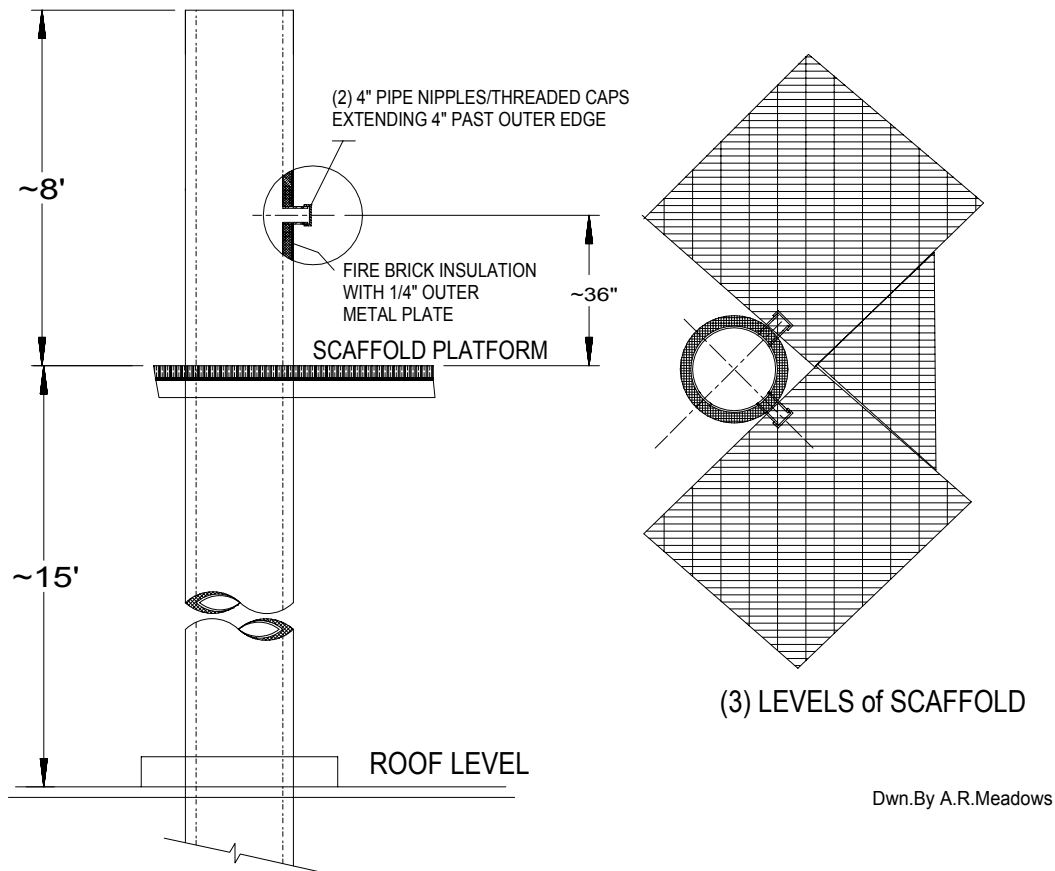 (2) 4" PIPE NIPPLES/THREADED CAPS
EXTENDING 4" PAST OUTER EDGE
~8'
FIRE BRICK INSULATION
WITH 1/4" OUTER
METAL PLATE
~36"
SCAFFOLD PLATFORM
~15'
ROOF LEVEL
(3) LEVELS of SCAFFOLD
Dwn.By A.R.Meadows